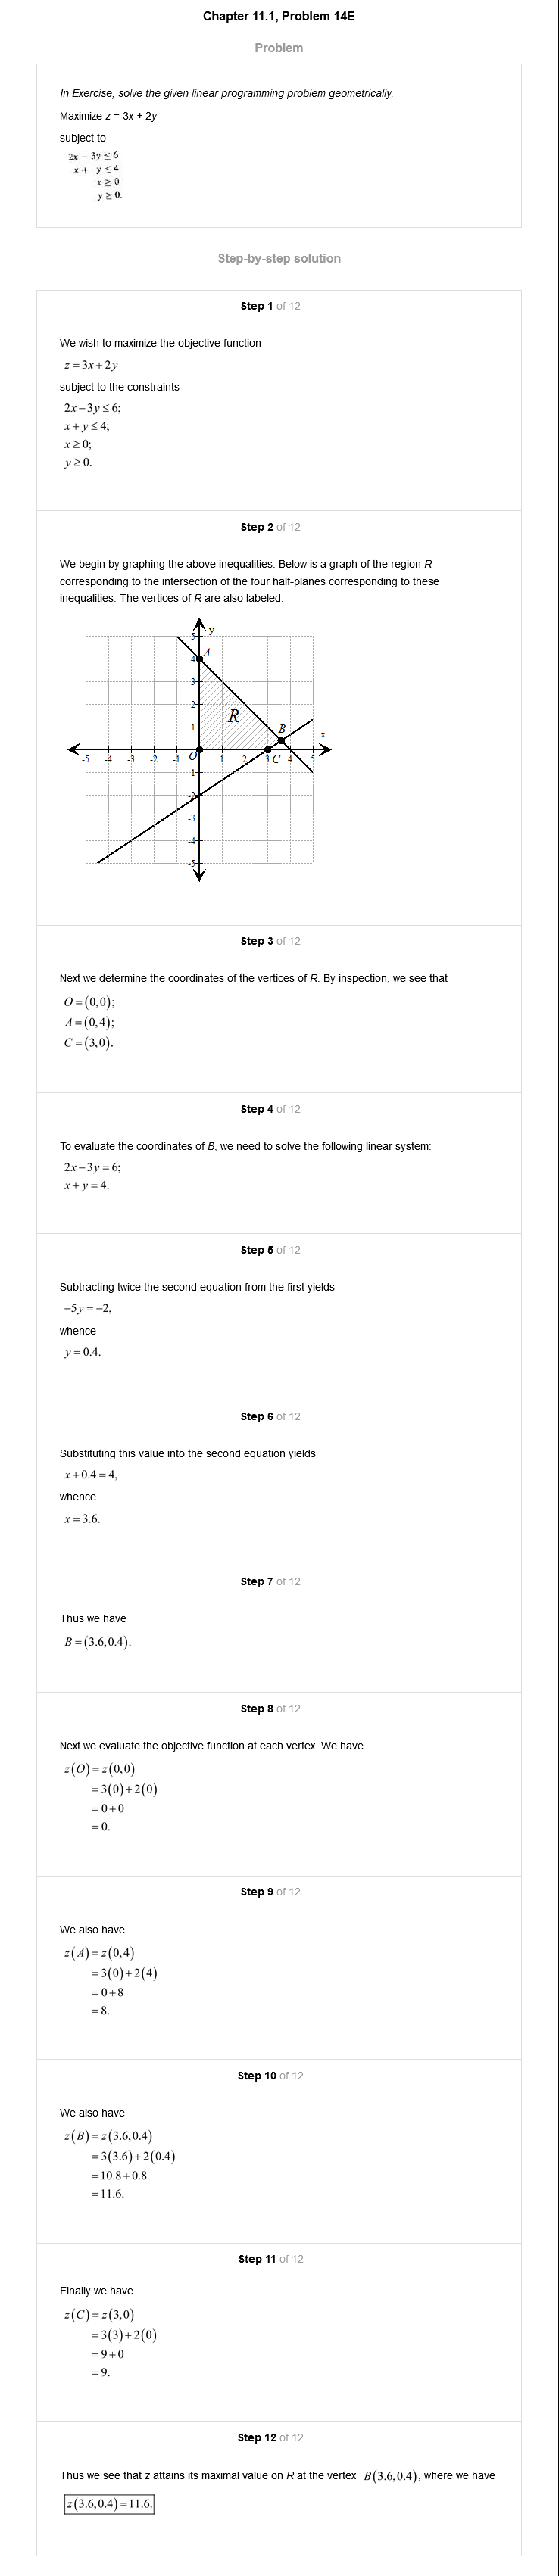 Chapter 11.1, Problem 14E
Problem
In Exercise, solve the given linear programming problem geometrically.
Maximize z = 3x + 2y
subject to
2x − 3y ≤ 6
x + y ≤ 4
x ≥ 0
y ≥ 0.
Step-by-step solution
Step 1 of 12
We wish to maximize the objective function
z = 3x + 2y
subject to the constraints
2x − 3y ≤ 6;
x + y ≤ 4;
x ≥ 0;
y ≥ 0.
Step 2 of 12
We begin by graphing the above inequalities. Below is a graph of the region R
corresponding to the intersection of the four half-planes corresponding to these
inequalities. The vertices of R are also labeled.
y
5
4 A
3
2
R
1 B
x
-5 -4 -3 -2 -1 O 1 2 3 C 4 5
-1
-2
-3
-4
-5
Step 3 of 12
Next we determine the coordinates of the vertices of R. By inspection, we see that
O = (0,0);
A = (0,4);
C = (3,0).
Step 4 of 12
To evaluate the coordinates of B, we need to solve the following linear system:
2x − 3y = 6;
x + y = 4.
Step 5 of 12
Subtracting twice the second equation from the first yields
−5y = −2,
whence
y = 0.4.
Step 6 of 12
Substituting this value into the second equation yields
x + 0.4 = 4,
whence
x = 3.6.
Step 7 of 12
Thus we have
B = (3.6, 0.4).
Step 8 of 12
Next we evaluate the objective function at each vertex. We have
z(O) = z(0,0)
= 3(0) + 2(0)
= 0 + 0
= 0.
Step 9 of 12
We also have
z(A) = z(0,4)
= 3(0) + 2(4)
= 0 + 8
= 8.
Step 10 of 12
We also have
z(B) = z(3.6, 0.4)
= 3(3.6) + 2(0.4)
= 10.8 + 0.8
= 11.6.
Step 11 of 12
Finally we have
z(C) = z(3,0)
= 3(3) + 2(0)
= 9 + 0
= 9.
Step 12 of 12
Thus we see that z attains its maximal value on R at the vertex B(3.6, 0.4), where we have
z(3.6, 0.4) = 11.6.